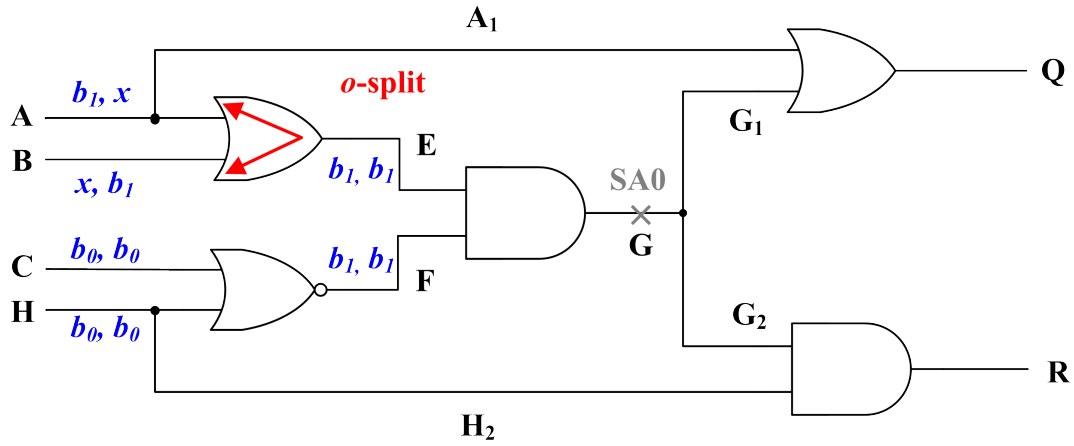 A₁
b₁, x
o-split
A
Q
G₁
E
B
b₁, b₁
x, b₁
SA0
G
b₀, b₀
b₁, b₁
C
F
H
b₀, b₀
G₂
R
H₂